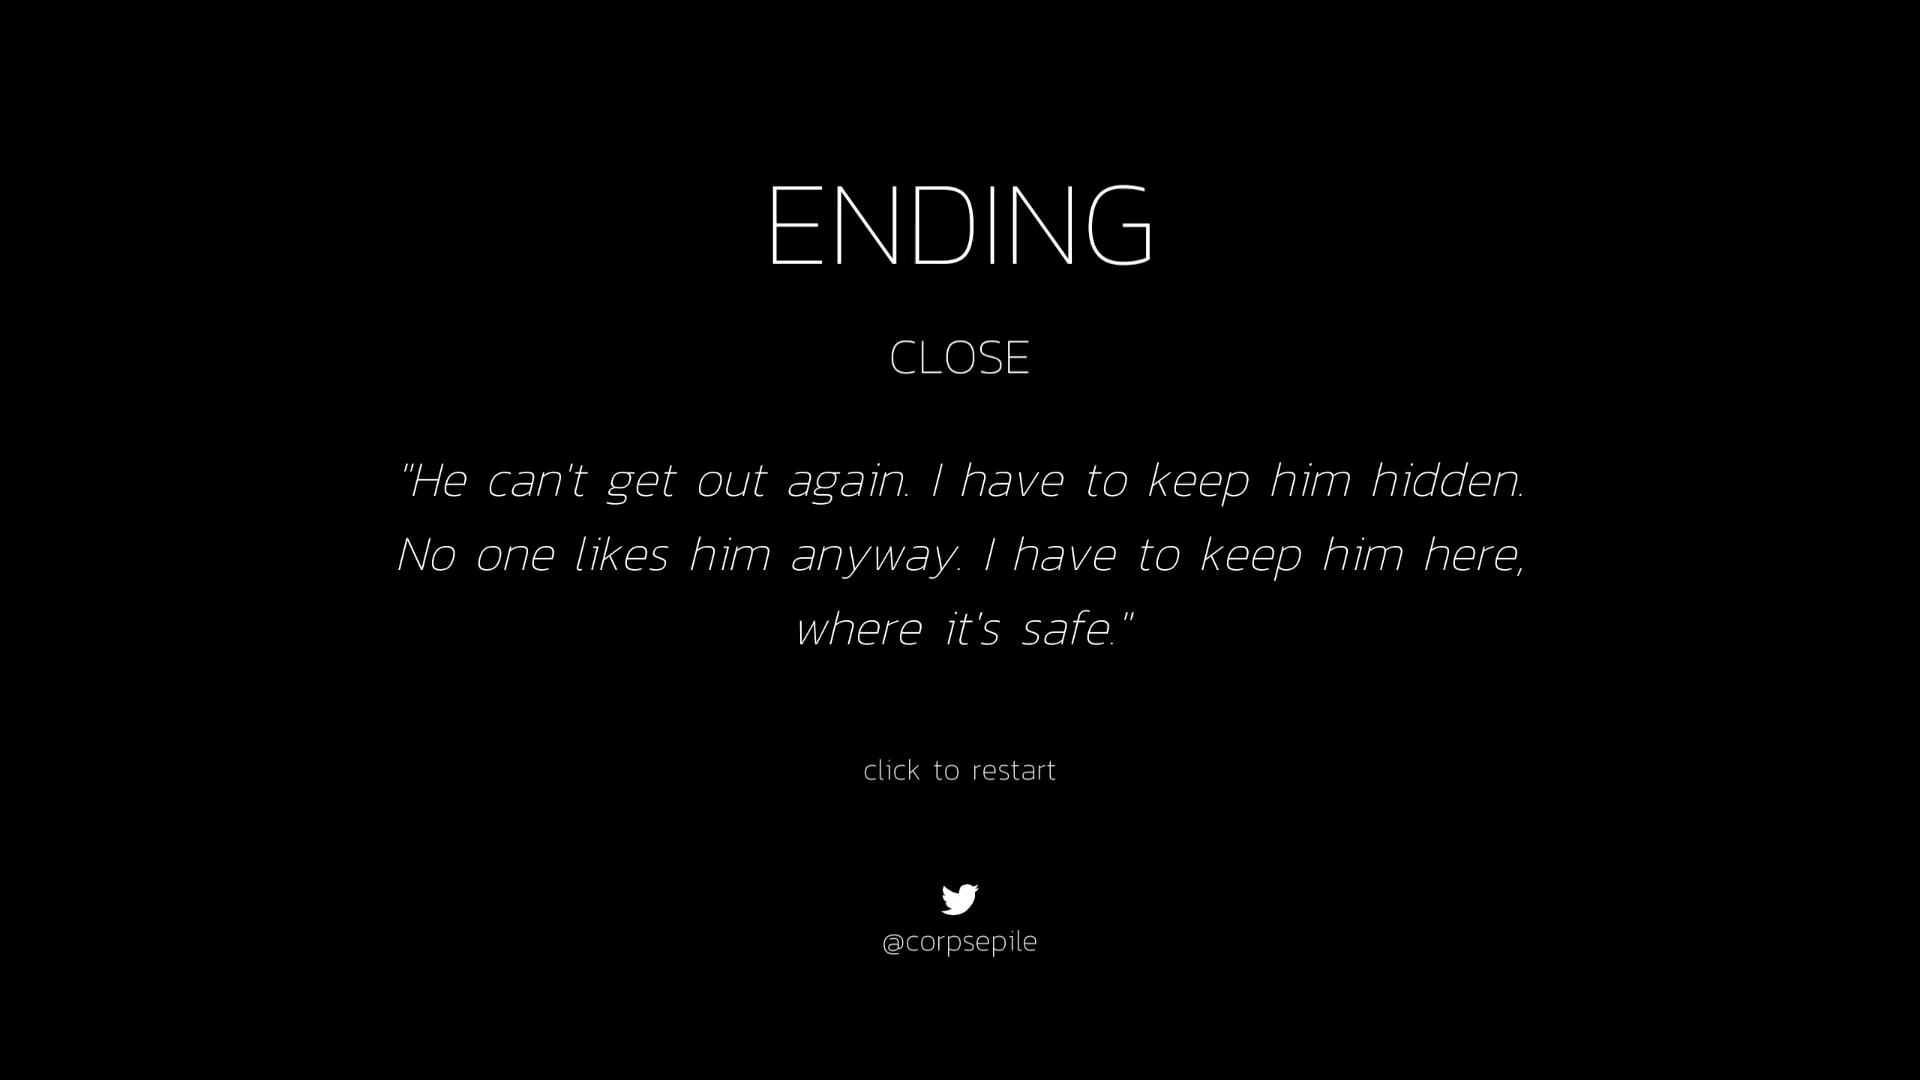 ENDING
CLOSE
"He can't get out again. I have to keep him hidden.
No one likes him anyway. I have to keep him here,
where it's safe."
click to restart
@corpsepile